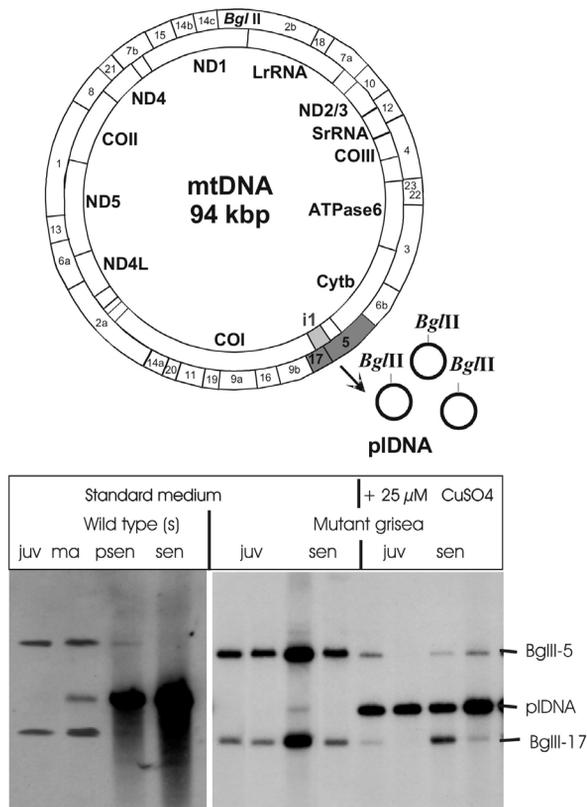 15 14b 14c Bgl II 2b 18
7b 7a
21 ND1 LrRNA 10
8 ND4 ND2/3 12
SrRNA
COII COIII 4
1 mtDNA 23
ND5 94 kbp ATPase6 22
13
6a ND4L 3
Cytb
2a 6b
COI i1
14a 20 11 19 9a 16 9b 17 5
BglII BglII BglII
plDNA
Standard medium + 25 µM CuSO4
Wild type (s) Mutant grisea
juv ma psen sen juv sen juv sen
BglII-5
plDNA
BglII-17